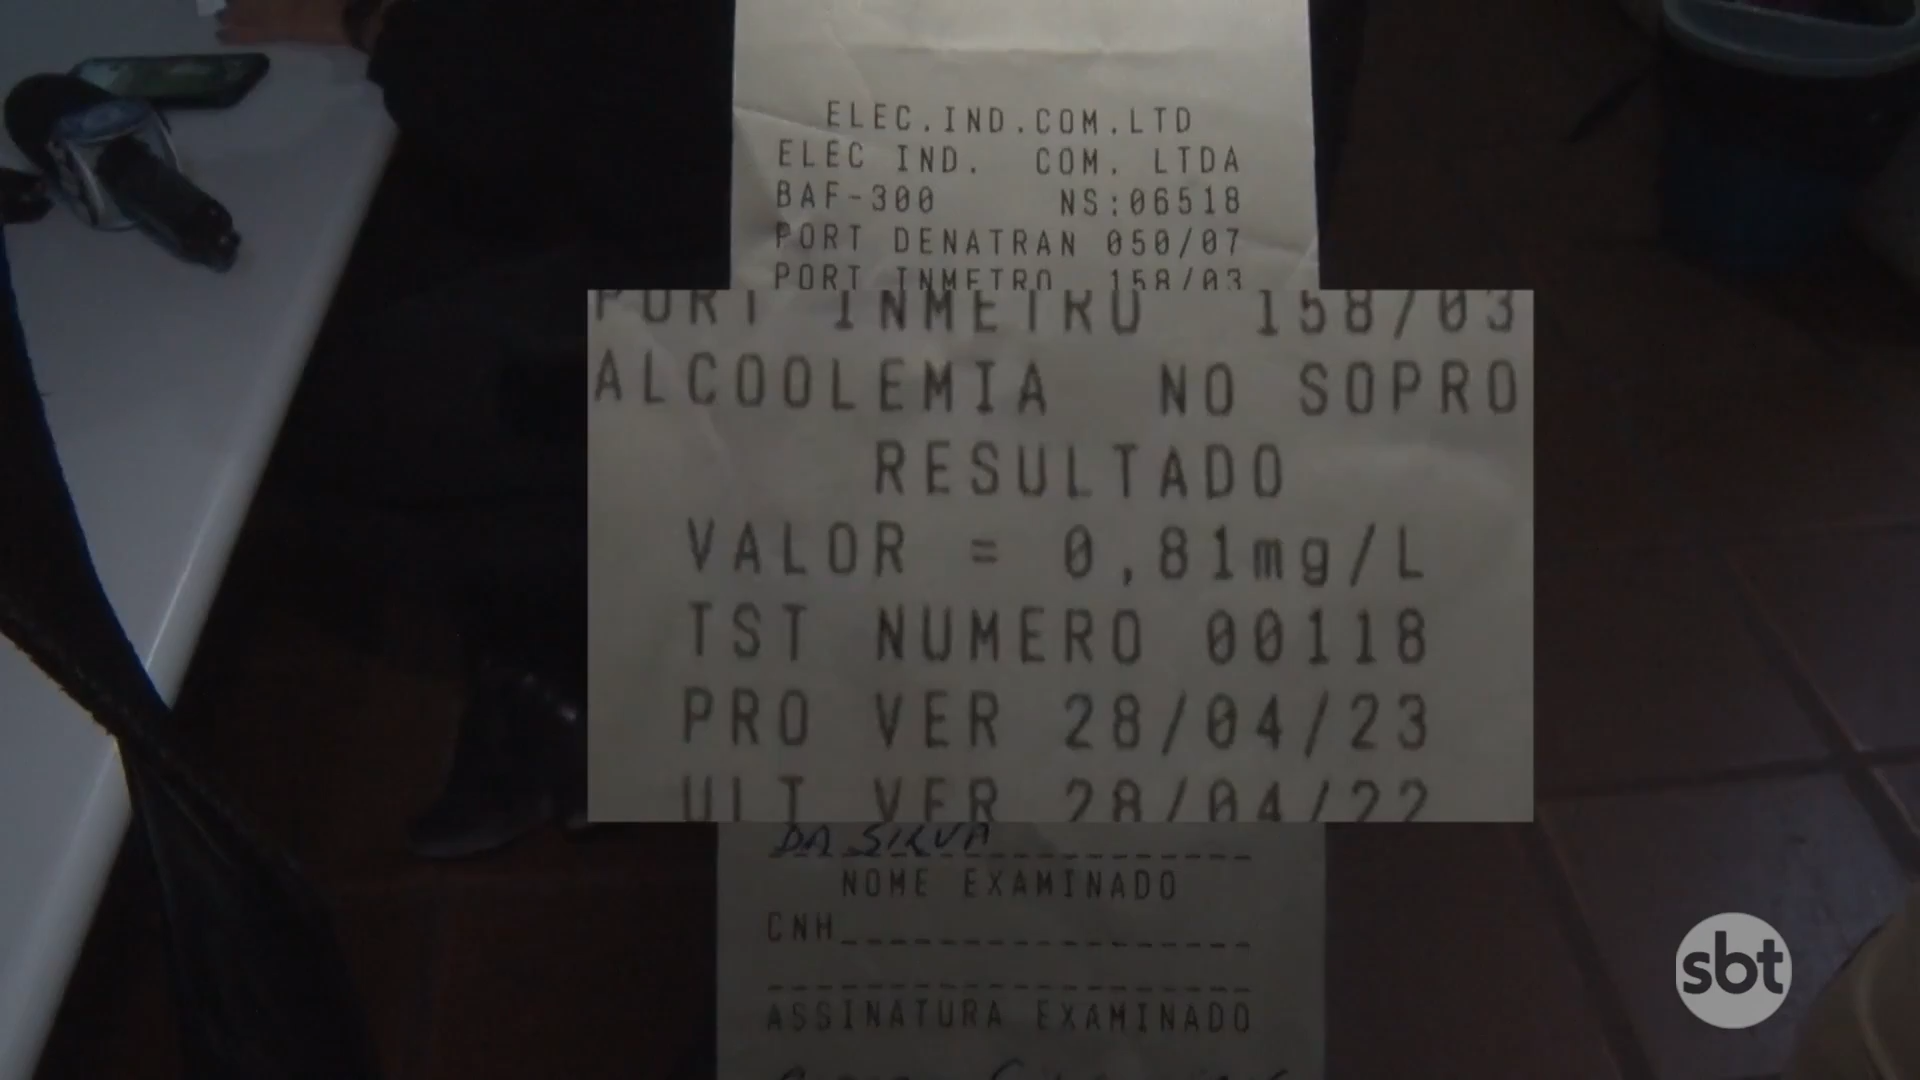 ELEC.IND.COM.LTD
ELEC IND. COM. LTDA
BAF-300 NS:06518
PORT DENATRAN 050/07
PORT INMETRO 158/03
PORT INMETRO 158/03
ALCOOLEMIA NO SOPRO
RESULTADO
VALOR = 0,81mg/L
TST NUMERO 00118
PRO VER 28/04/23
ULT VER 28/04/22
DA SILVA
NOME EXAMINADO
CNH
ASSINATURA EXAMINADO
sbt